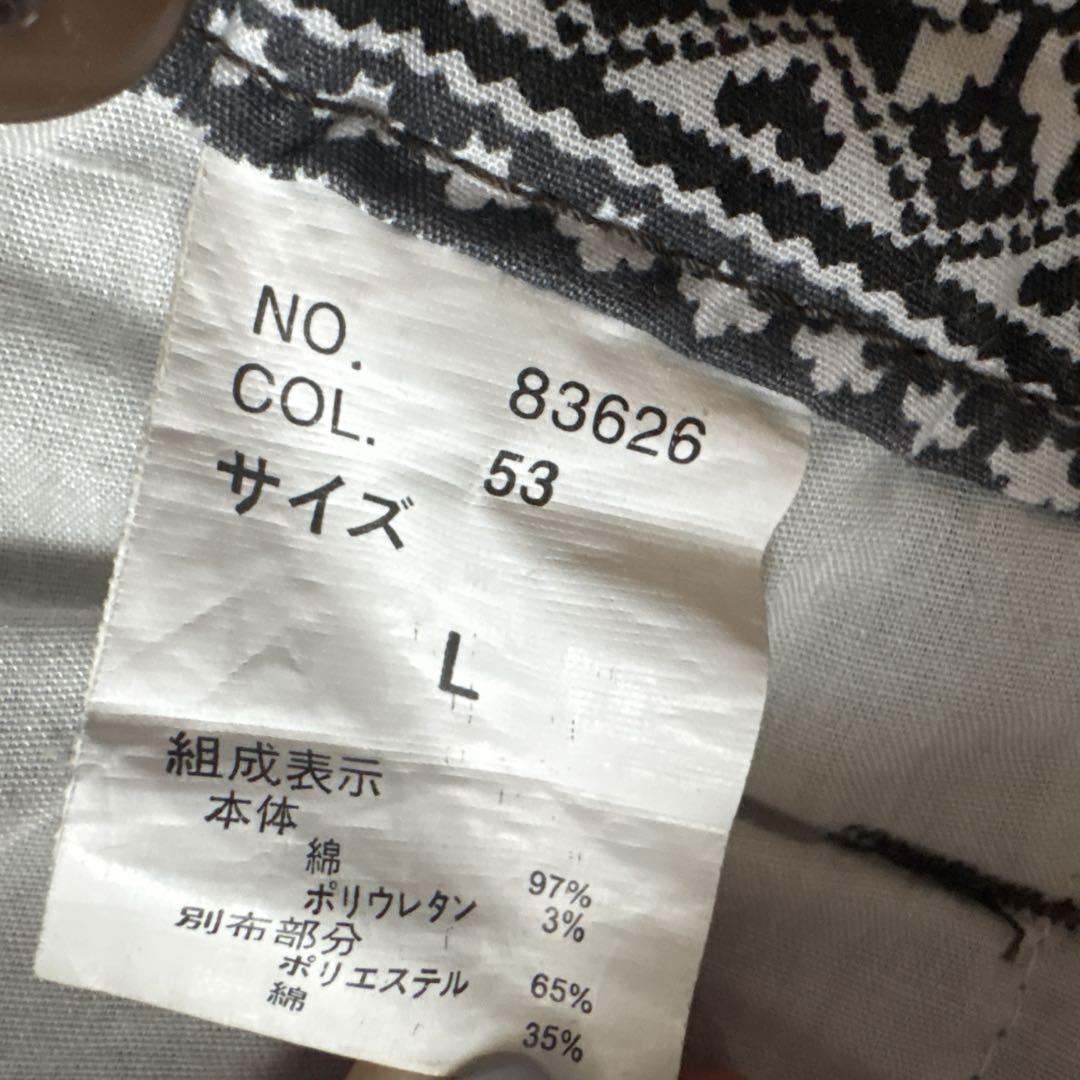 NO. 83626
COL. 53
サイズ
L
組成表示
本体
綿 97%
ポリウレタン 3%
別布部分
ポリエステル 65%
綿 35%